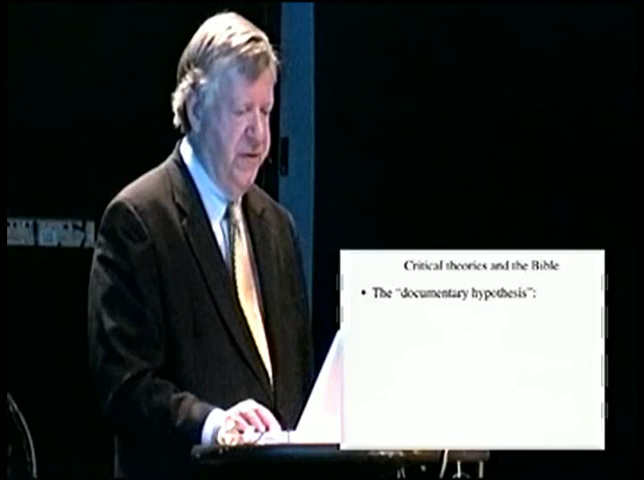 Critical theories and the Bible
• The "documentary hypothesis":